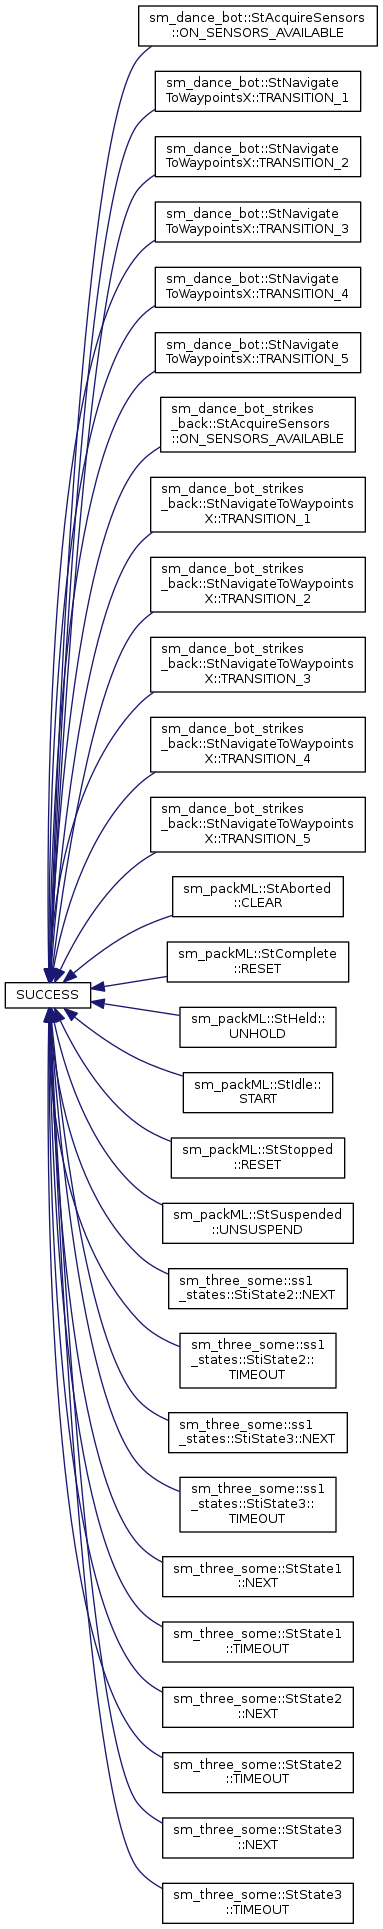 sm_dance_bot::StAcquireSensors
::ON_SENSORS_AVAILABLE
sm_dance_bot::StNavigate
ToWaypointsX::TRANSITION_1
sm_dance_bot::StNavigate
ToWaypointsX::TRANSITION_2
sm_dance_bot::StNavigate
ToWaypointsX::TRANSITION_3
sm_dance_bot::StNavigate
ToWaypointsX::TRANSITION_4
sm_dance_bot::StNavigate
ToWaypointsX::TRANSITION_5
sm_dance_bot_strikes
_back::StAcquireSensors
::ON_SENSORS_AVAILABLE
sm_dance_bot_strikes
_back::StNavigateToWaypoints
X::TRANSITION_1
sm_dance_bot_strikes
_back::StNavigateToWaypoints
X::TRANSITION_2
sm_dance_bot_strikes
_back::StNavigateToWaypoints
X::TRANSITION_3
sm_dance_bot_strikes
_back::StNavigateToWaypoints
X::TRANSITION_4
sm_dance_bot_strikes
_back::StNavigateToWaypoints
X::TRANSITION_5
sm_packML::StAborted
::CLEAR
sm_packML::StComplete
::RESET
SUCCESS
sm_packML::StHeld::
UNHOLD
sm_packML::StIdle::
START
sm_packML::StStopped
::RESET
sm_packML::StSuspended
::UNSUSPEND
sm_three_some::ss1
_states::StiState2::NEXT
sm_three_some::ss1
_states::StiState2::
TIMEOUT
sm_three_some::ss1
_states::StiState3::NEXT
sm_three_some::ss1
_states::StiState3::
TIMEOUT
sm_three_some::StState1
::NEXT
sm_three_some::StState1
::TIMEOUT
sm_three_some::StState2
::NEXT
sm_three_some::StState2
::TIMEOUT
sm_three_some::StState3
::NEXT
sm_three_some::StState3
::TIMEOUT